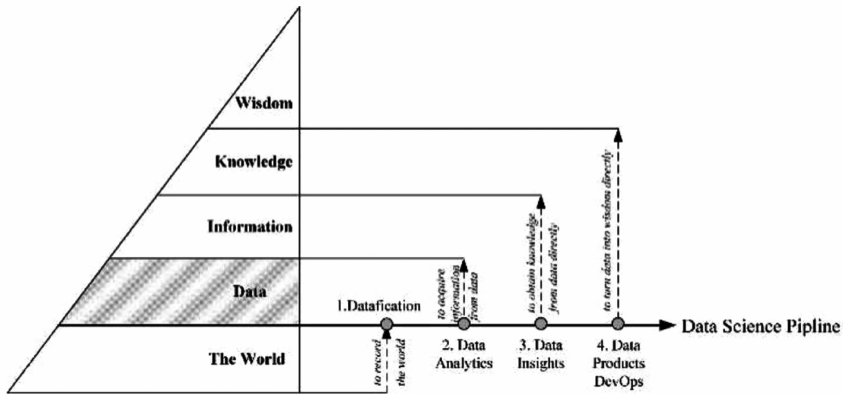 Wisdom
Knowledge
Information
Data
The World
1.Datafication
to record
the world
to acquire
information
from data
2. Data
Analytics
to obtain knowledge
from data directly
3. Data
Insights
to turn data into wisdom directly
4. Data
Products
DevOps
Data Science Pipline